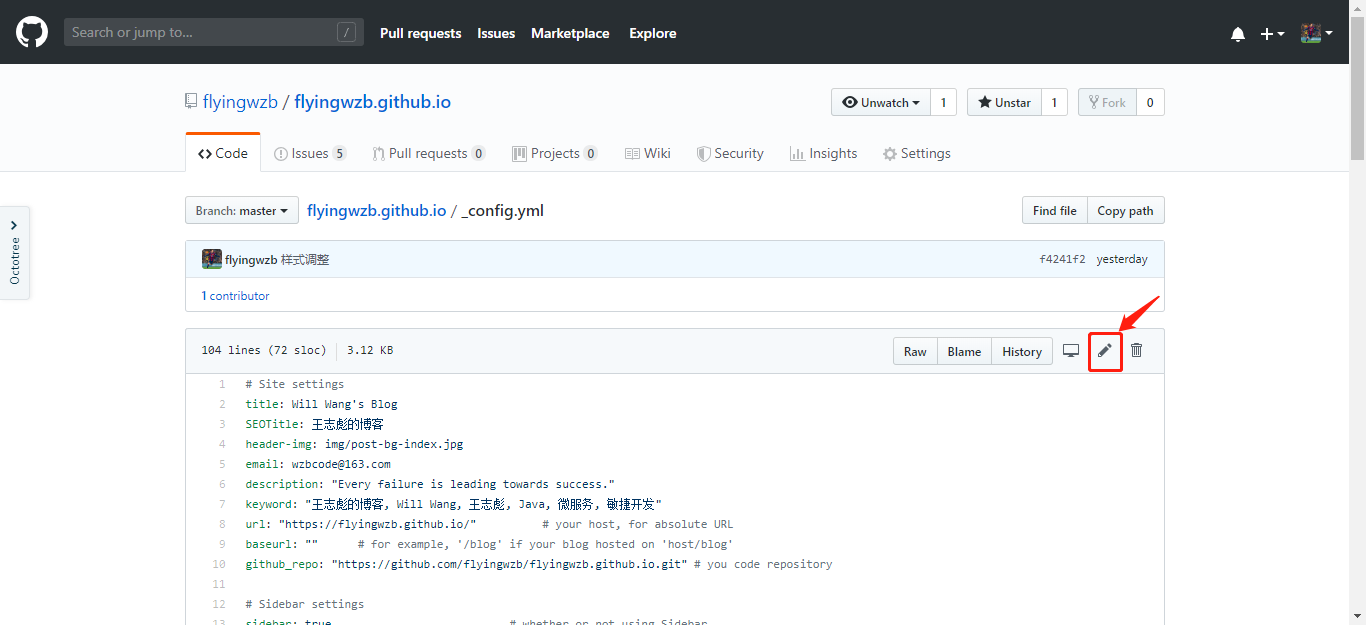 Search or jump to... /
Pull requests Issues Marketplace Explore
flyingwzb / flyingwzb.github.io
Unwatch 1 Unstar 1 Fork 0
Code Issues 5 Pull requests 0 Projects 0 Wiki Security Insights Settings
Octotree
Branch: master flyingwzb.github.io / _config.yml Find file Copy path
flyingwzb 样式调整 f4241f2 yesterday
1 contributor
104 lines (72 sloc) 3.12 KB Raw Blame History
1 # Site settings
2 title: Will Wang's Blog
3 SEOTitle: 王志彪的博客
4 header-img: img/post-bg-index.jpg
5 email: wzbcode@163.com
6 description: "Every failure is leading towards success."
7 keyword: "王志彪的博客, Will Wang, 王志彪, Java, 微服务, 敏捷开发"
8 url: "https://flyingwzb.github.io/" # your host, for absolute URL
9 baseurl: "" # for example, '/blog' if your blog hosted on 'host/blog'
10 github_repo: "https://github.com/flyingwzb/flyingwzb.github.io.git" # you code repository
11
12 # Sidebar settings
13 sidebar: true # whether or not using Sidebar.